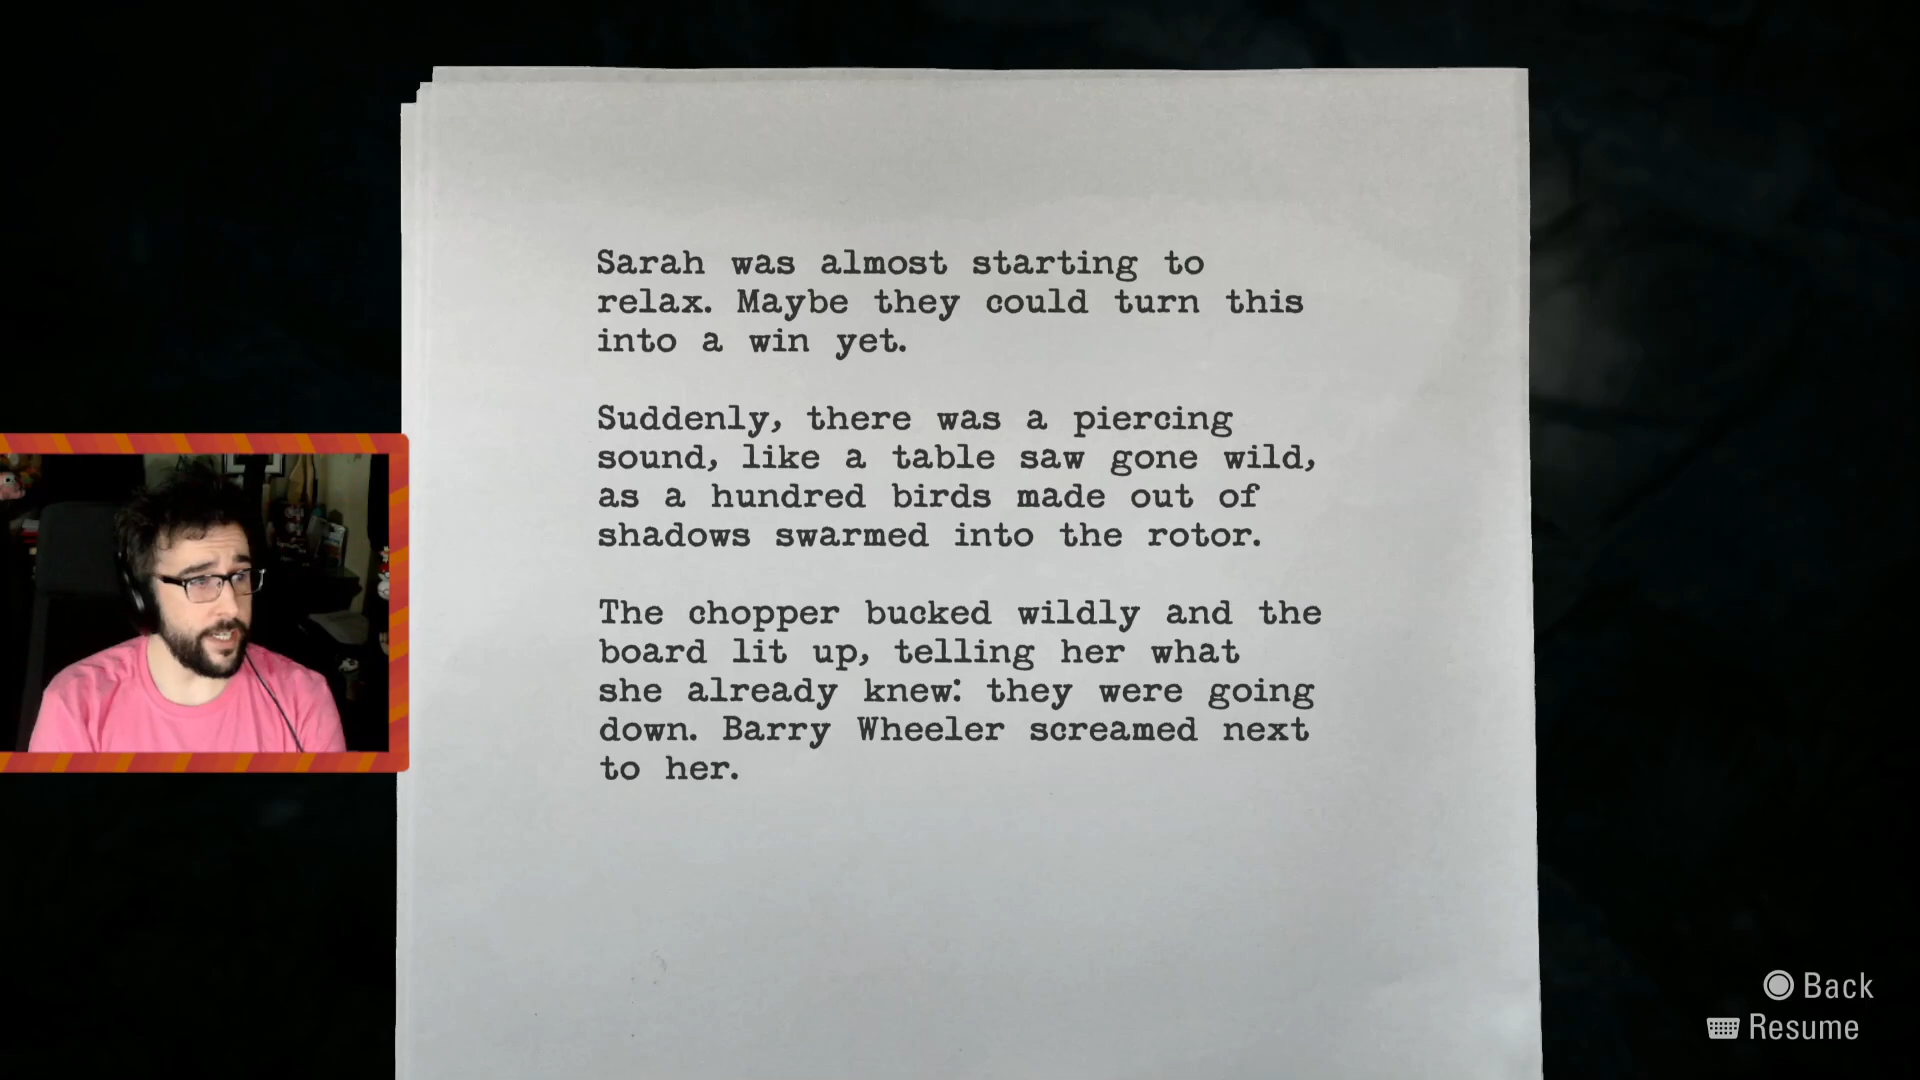 Sarah was almost starting to
relax. Maybe they could turn this
into a win yet.
Suddenly, there was a piercing
sound, like a table saw gone wild,
as a hundred birds made out of
shadows swarmed into the rotor.
The chopper bucked wildly and the
board lit up, telling her what
she already knew: they were going
down. Barry Wheeler screamed next
to her.
Back
Resume